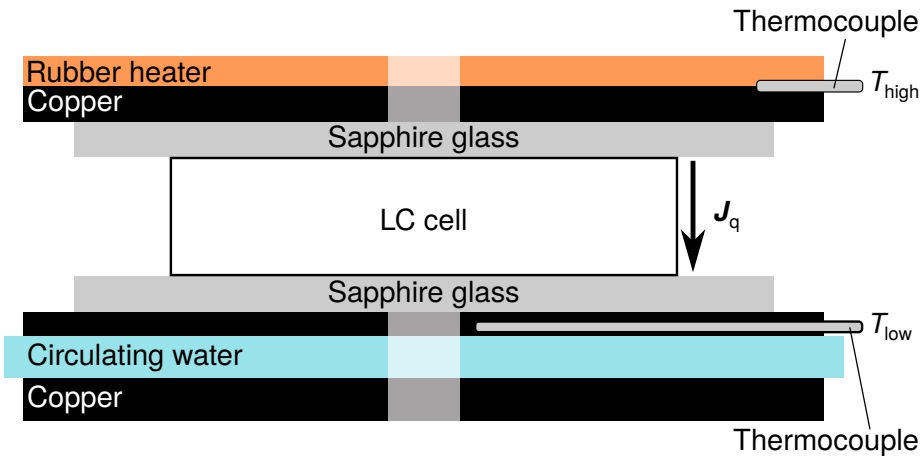 Thermocouple
Rubber heater
T_high
Copper
Sapphire glass
LC cell
J_q
Sapphire glass
T_low
Circulating water
Copper
Thermocouple